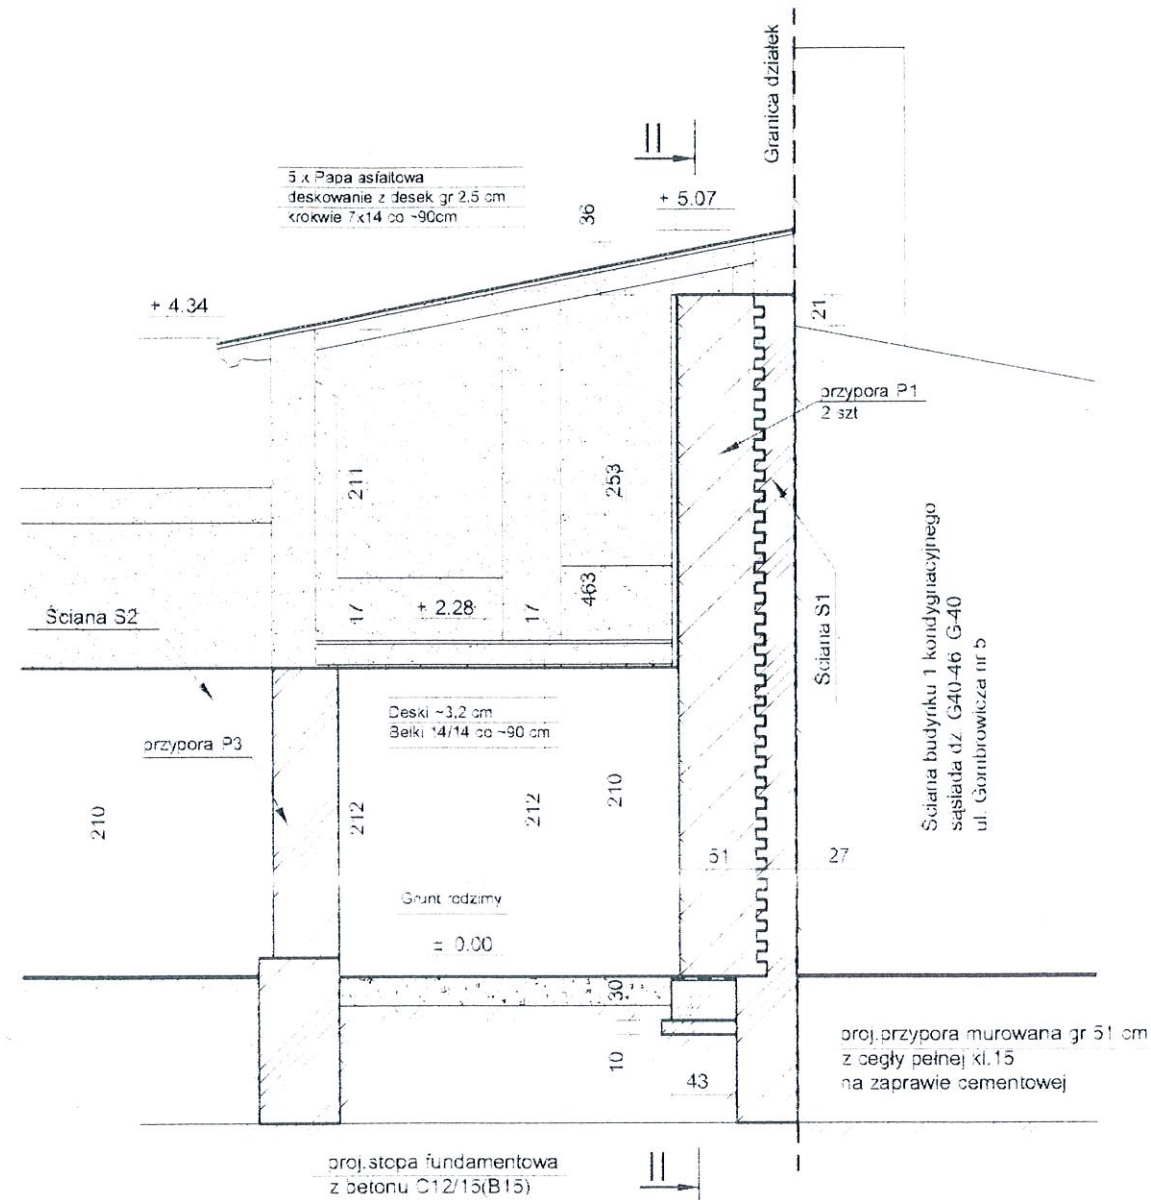 Granica działek
II
5 x Papa asfaltowa
deskowanie z desek gr 2,5 cm
krokwie 7x14 co ~90cm
36
+ 5.07
+ 4.34
21
przypora P1
2 szt
211
253
Ściana budynku 1 kondygnacyjnego
sąsiada dz. G40-46 G-40
ul. Gombrowicza nr 5
Ściana S2
17
+ 2.28
17
463
Ściana S1
Deski ~3,2 cm
Belki 14/14 co ~90 cm
przypora P3
210
212
212
210
51
27
Grunt rodzimy
± 0.00
30
10
43
proj.przypora murowana gr 51 cm
z cegły pełnej kl.15
na zaprawie cementowej
proj.stopa fundamentowa
z betonu C12/15(B15)
II